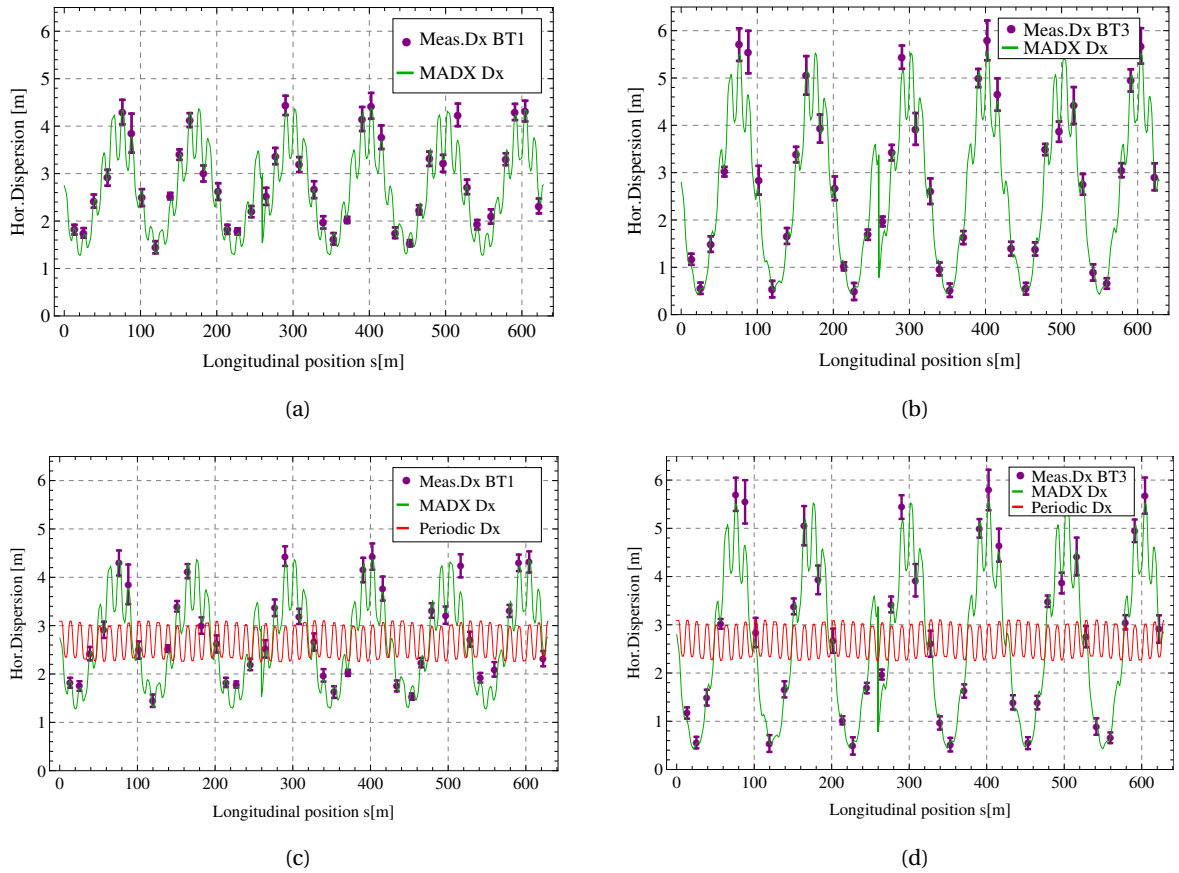 Hor.Dispersion [m]
6
5
4
3
2
1
0
Meas.Dx BT1
MADX Dx
0 100 200 300 400 500 600
Longitudinal position s[m]
(a)
Hor.Dispersion [m]
6
5
4
3
2
1
0
Meas.Dx BT3
MADX Dx
0 100 200 300 400 500 600
Longitudinal position s[m]
(b)
Hor.Dispersion [m]
6
5
4
3
2
1
0
Meas.Dx BT1
MADX Dx
Periodic Dx
0 100 200 300 400 500 600
Longitudinal position s[m]
(c)
Hor.Dispersion [m]
6
5
4
3
2
1
0
Meas.Dx BT3
MADX Dx
Periodic Dx
0 100 200 300 400 500 600
Longitudinal position s[m]
(d)